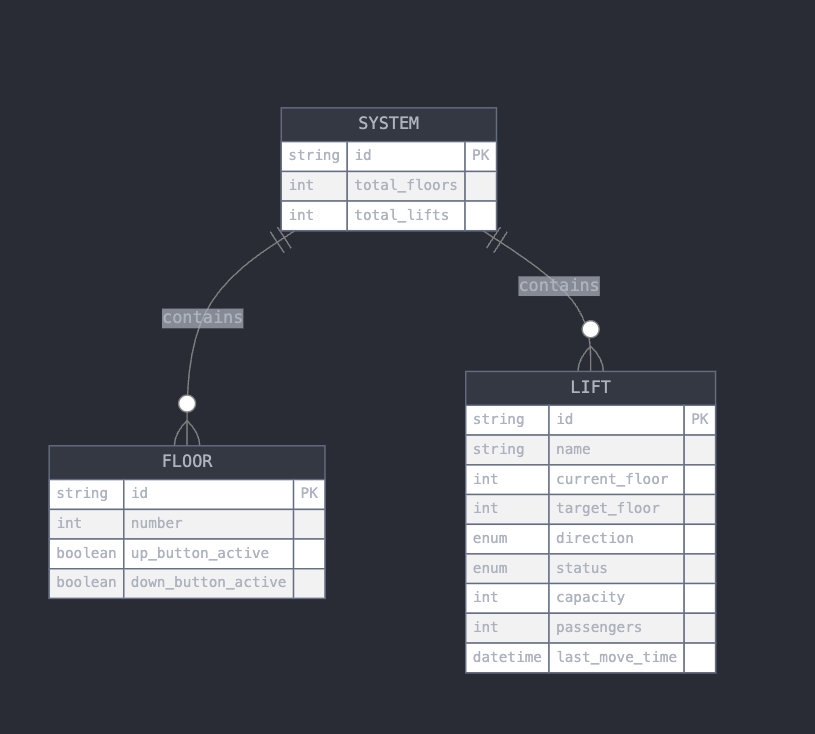 SYSTEM
string id PK
int total_floors
int total_lifts
contains
contains
LIFT
string id PK
string name
int current_floor
int target_floor
enum direction
enum status
int capacity
int passengers
datetime last_move_time
FLOOR
string id PK
int number
boolean up_button_active
boolean down_button_active